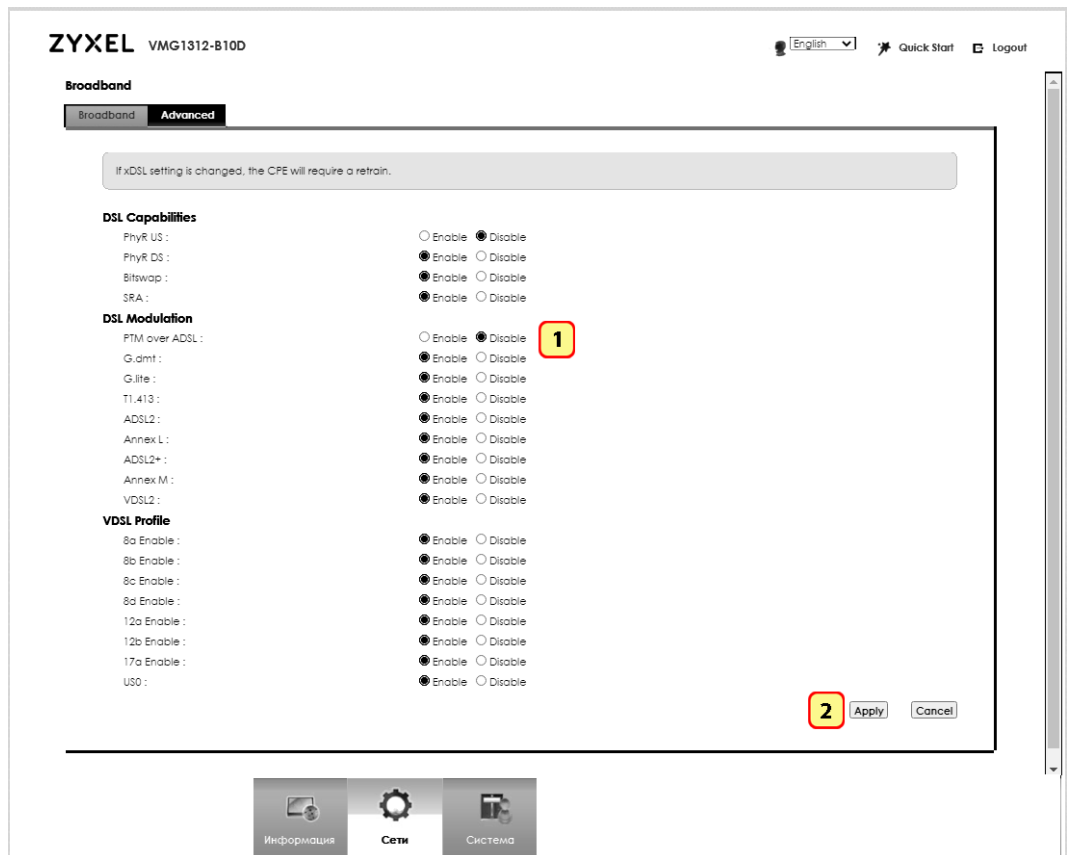 ZYXEL VMG1312-B10D English Quick Start Logout
Broadband
Broadband Advanced
If xDSL setting is changed, the CPE will require a retrain.
DSL Capabilities
PhyR US : Enable Disable
PhyR DS : Enable Disable
Bitswap : Enable Disable
SRA : Enable Disable
DSL Modulation
PTM over ADSL : Enable Disable 1
G.dmt : Enable Disable
G.lite : Enable Disable
T1.413 : Enable Disable
ADSL2 : Enable Disable
Annex L : Enable Disable
ADSL2+ : Enable Disable
Annex M : Enable Disable
VDSL2 : Enable Disable
VDSL Profile
8a Enable : Enable Disable
8b Enable : Enable Disable
8c Enable : Enable Disable
8d Enable : Enable Disable
12a Enable : Enable Disable
12b Enable : Enable Disable
17a Enable : Enable Disable
US0 : Enable Disable
2 Apply Cancel
Информация Сети Система